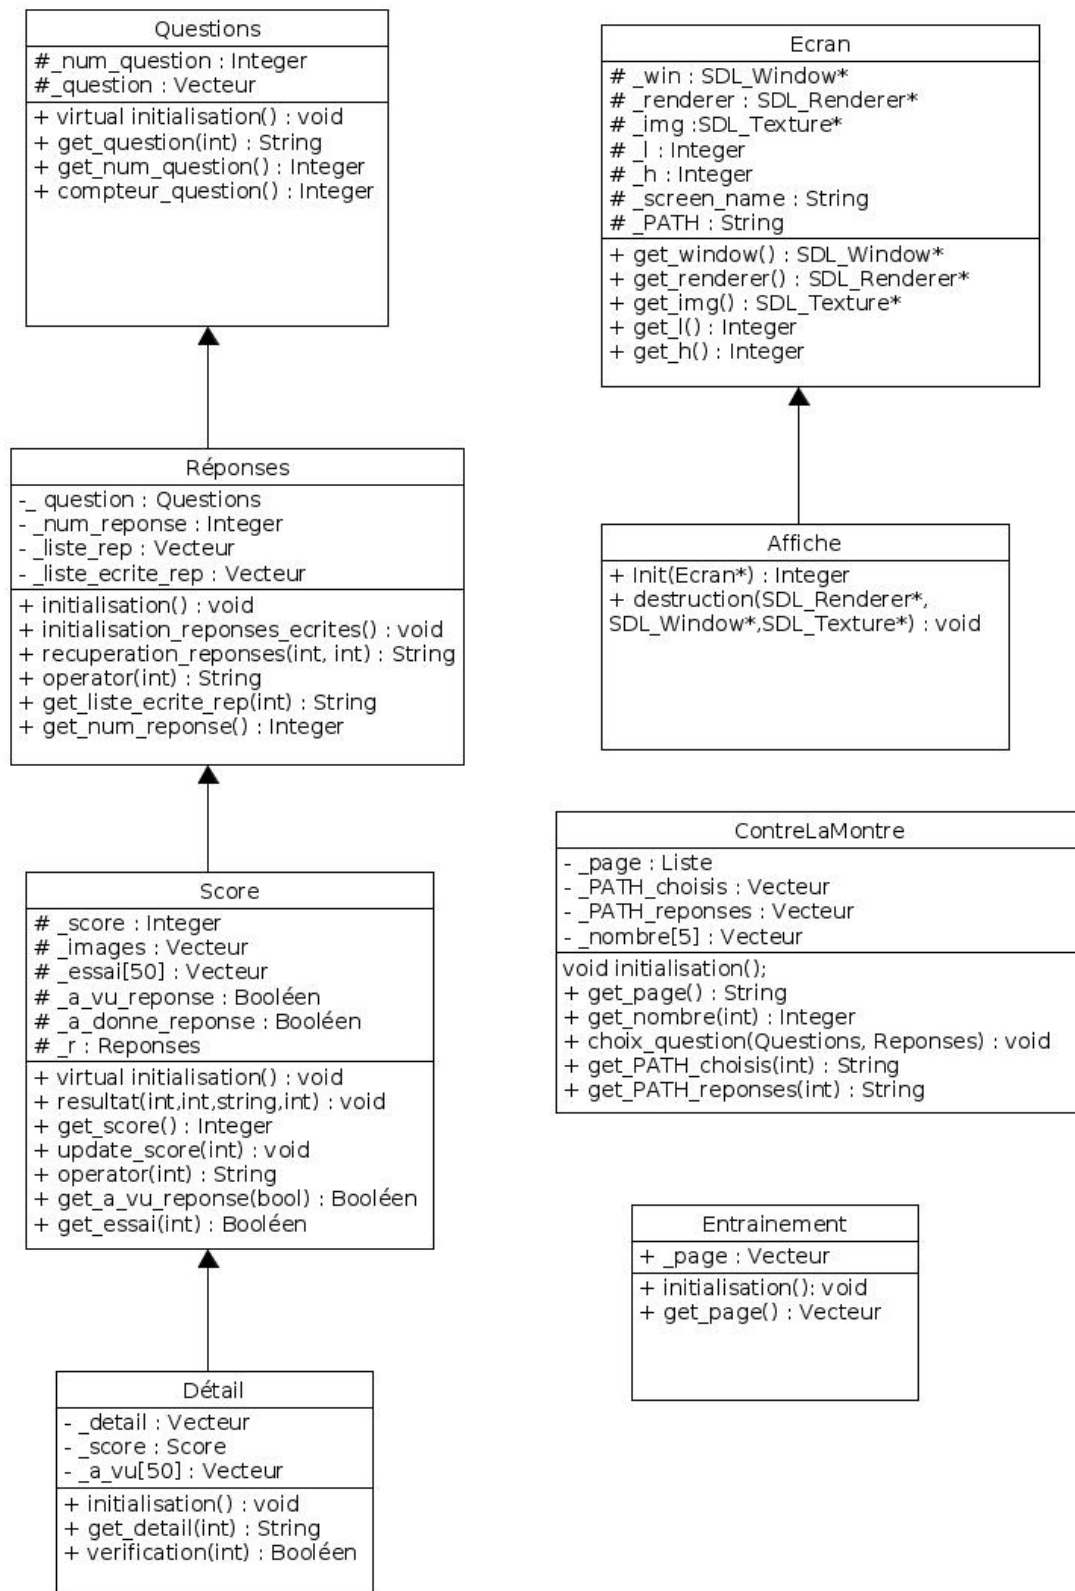 Questions
#_num_question : Integer
#_question : Vecteur
+ virtual initialisation() : void
+ get_question(int) : String
+ get_num_question() : Integer
+ compteur_question() : Integer
Réponses
-_ question : Questions
- _num_reponse : Integer
- _liste_rep : Vecteur
- _liste_ecrite_rep : Vecteur
+ initialisation() : void
+ initialisation_reponses_ecrites() : void
+ recuperation_reponses(int, int) : String
+ operator(int) : String
+ get_liste_ecrite_rep(int) : String
+ get_num_reponse() : Integer
Score
# _score : Integer
# _images : Vecteur
# _essai[50] : Vecteur
# _a_vu_reponse : Booléen
# _a_donne_reponse : Booléen
# _r : Reponses
+ virtual initialisation() : void
+ resultat(int,int,string,int) : void
+ get_score() : Integer
+ update_score(int) : void
+ operator(int) : String
+ get_a_vu_reponse(bool) : Booléen
+ get_essai(int) : Booléen
Détail
- _detail : Vecteur
- _score : Score
- _a_vu[50] : Vecteur
+ initialisation() : void
+ get_detail(int) : String
+ verification(int) : Booléen
Ecran
# _win : SDL_Window*
# _renderer : SDL_Renderer*
# _img :SDL_Texture*
# _l : Integer
# _h : Integer
# _screen_name : String
# _PATH : String
+ get_window() : SDL_Window*
+ get_renderer() : SDL_Renderer*
+ get_img() : SDL_Texture*
+ get_l() : Integer
+ get_h() : Integer
Affiche
+ Init(Ecran*) : Integer
+ destruction(SDL_Renderer*,
SDL_Window*,SDL_Texture*) : void
ContreLaMontre
- _page : Liste
- _PATH_choisis : Vecteur
- _PATH_reponses : Vecteur
- _nombre[5] : Vecteur
void initialisation();
+ get_page() : String
+ get_nombre(int) : Integer
+ choix_question(Questions, Reponses) : void
+ get_PATH_choisis(int) : String
+ get_PATH_reponses(int) : String
Entrainement
+ _page : Vecteur
+ initialisation(): void
+ get_page() : Vecteur